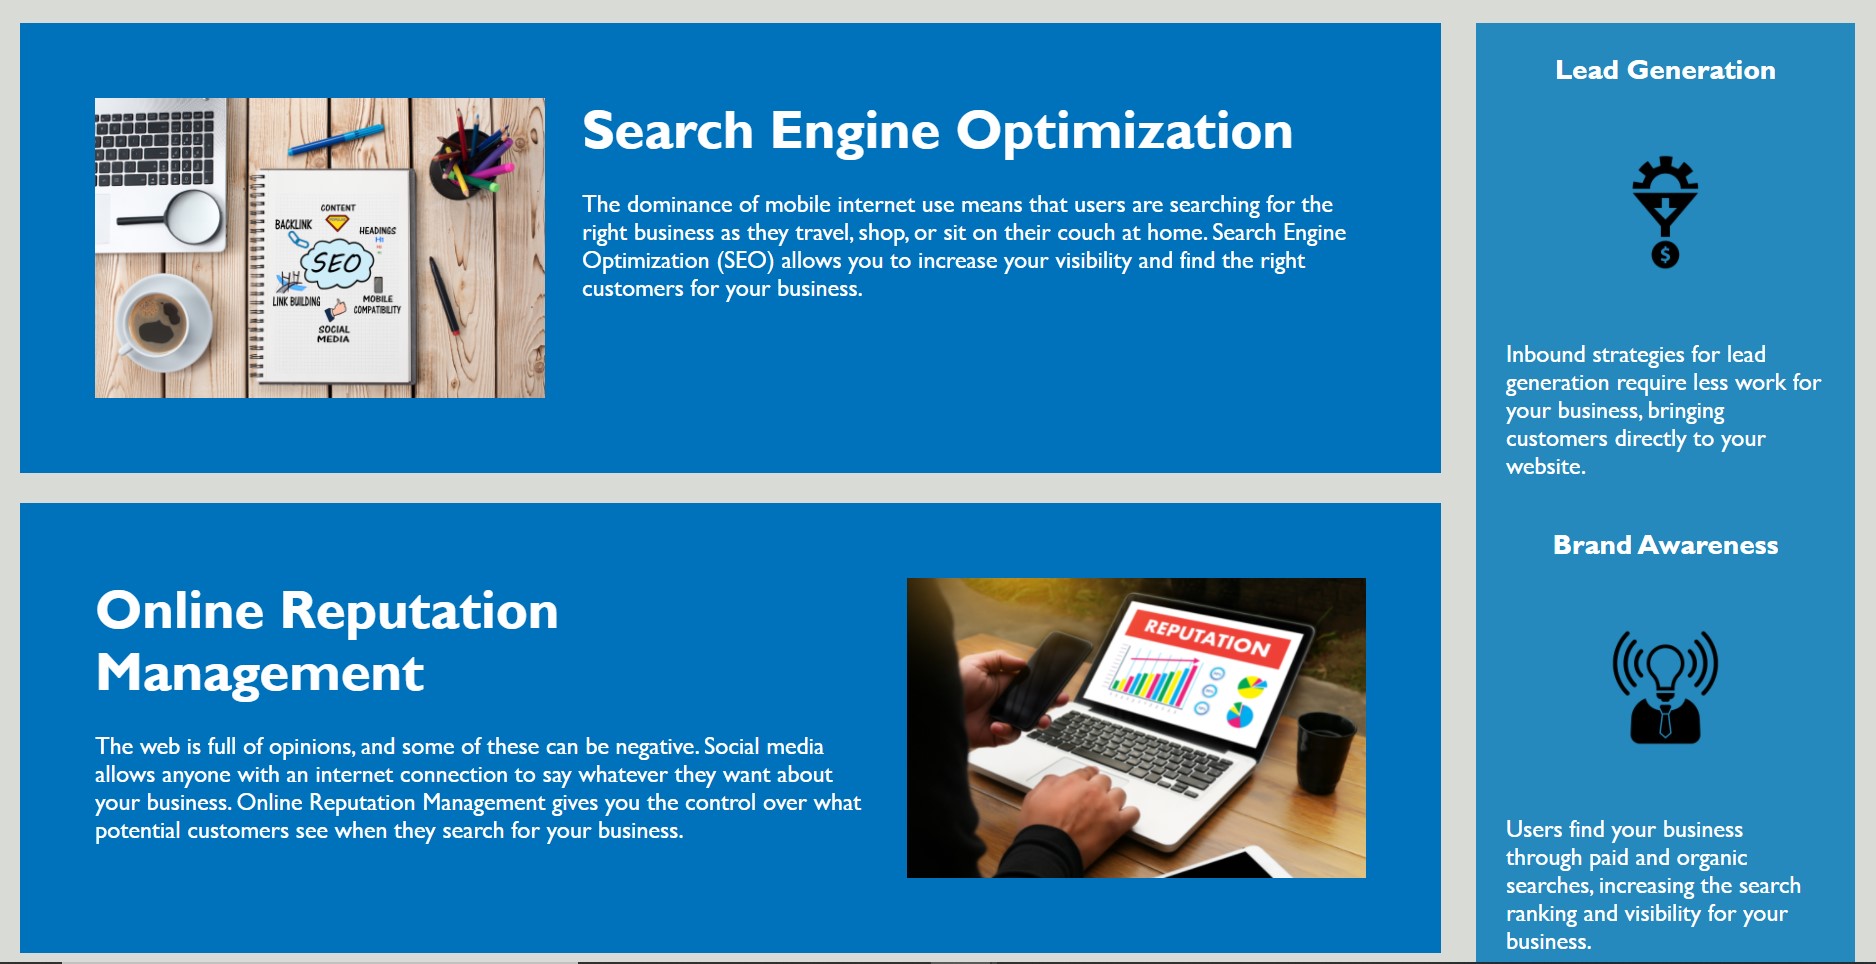 Search Engine Optimization
The dominance of mobile internet use means that users are searching for the
right business as they travel, shop, or sit on their couch at home. Search Engine
Optimization (SEO) allows you to increase your visibility and find the right
customers for your business.
CONTENT
BACKLINK
HEADINGS
H1
SEO
LINK BUILDING
MOBILE
COMPATIBILITY
SOCIAL
MEDIA
Online Reputation
Management
The web is full of opinions, and some of these can be negative. Social media
allows anyone with an internet connection to say whatever they want about
your business. Online Reputation Management gives you the control over what
potential customers see when they search for your business.
REPUTATION
Lead Generation
$
Inbound strategies for lead
generation require less work for
your business, bringing
customers directly to your
website.
Brand Awareness
Users find your business
through paid and organic
searches, increasing the search
ranking and visibility for your
business.